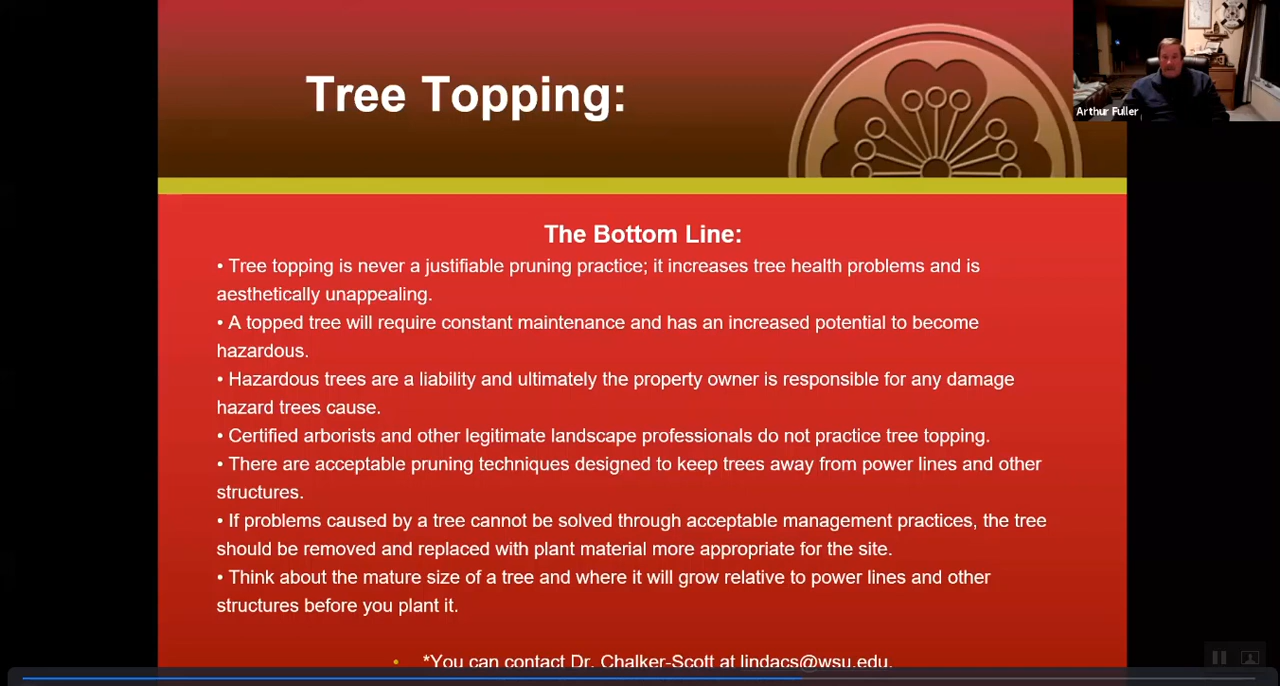 Tree Topping:
Arthur Fuller
The Bottom Line:
• Tree topping is never a justifiable pruning practice; it increases tree health problems and is
aesthetically unappealing.
• A topped tree will require constant maintenance and has an increased potential to become
hazardous.
• Hazardous trees are a liability and ultimately the property owner is responsible for any damage
hazard trees cause.
• Certified arborists and other legitimate landscape professionals do not practice tree topping.
• There are acceptable pruning techniques designed to keep trees away from power lines and other
structures.
• If problems caused by a tree cannot be solved through acceptable management practices, the tree
should be removed and replaced with plant material more appropriate for the site.
• Think about the mature size of a tree and where it will grow relative to power lines and other
structures before you plant it.
• *You can contact Dr. Chalker-Scott at lindacs@wsu.edu.